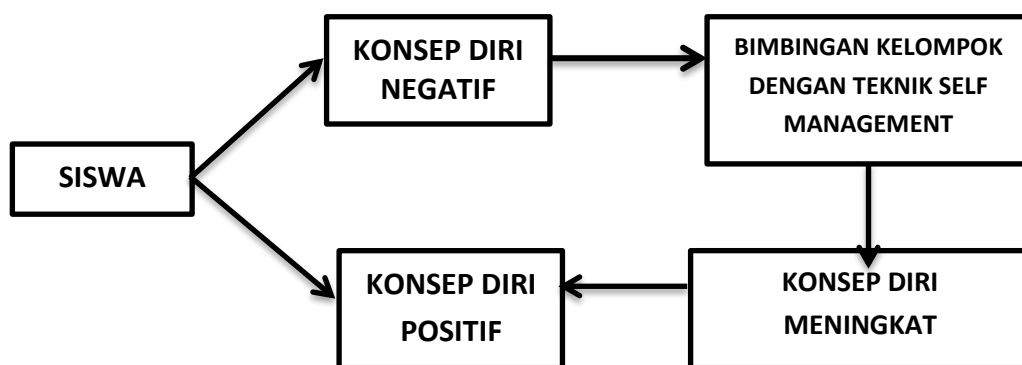 KONSEP DIRI
NEGATIF
BIMBINGAN KELOMPOK
DENGAN TEKNIK SELF
MANAGEMENT
SISWA
KONSEP DIRI
POSITIF
KONSEP DIRI
MENINGKAT